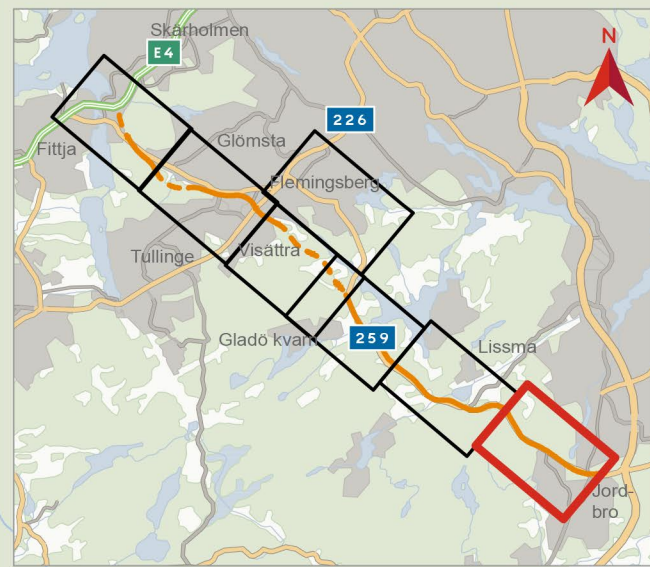 Skärholmen
E4
N
226
Glömsta
Fittja
Flemingsberg
Visättra
Tullinge
259
Gladö kvarn
Lissma
Jord-
bro